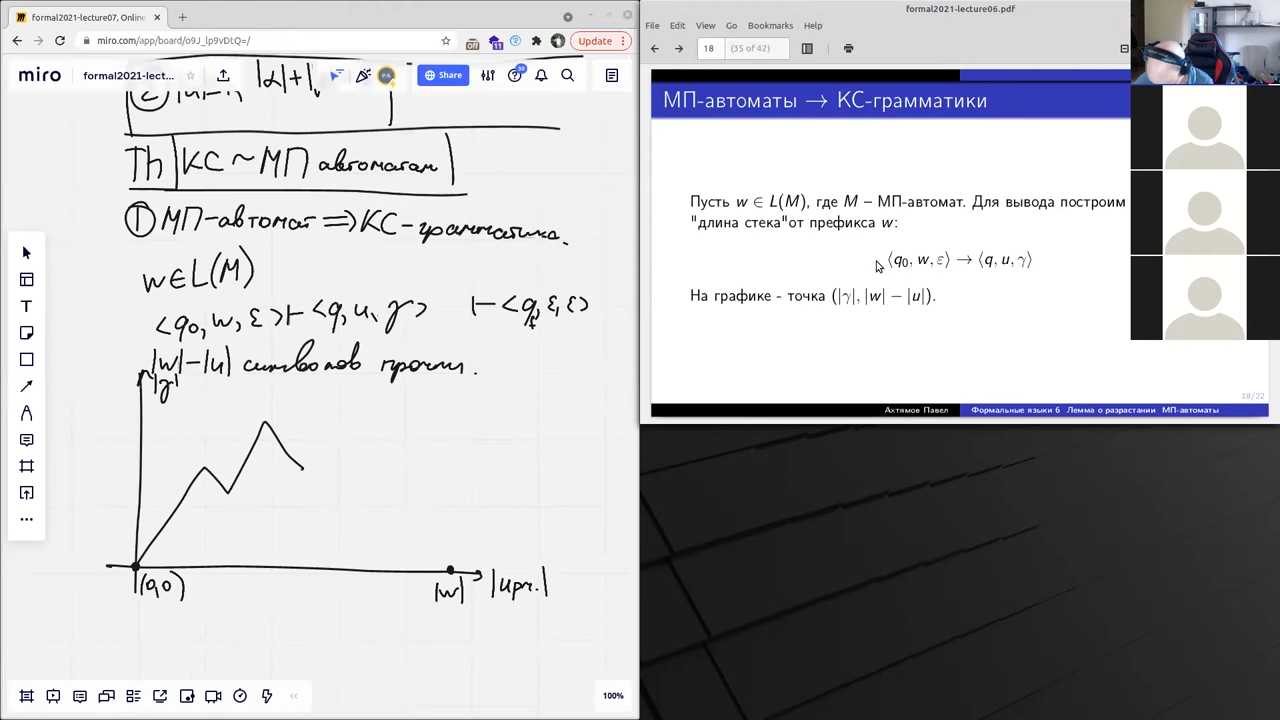 formal2021-lecture07, Online
miro.com/app/board/o9J_lp9vDtQ=/
Update
miro
formal2021-lect...
Share
|α|+|
Th КС ~ МП автоматам
① МП-автомат ⟹ КС-грамматика.
w ∈ L(M)
<q0, w, ε> ⊢ <q, u, γ> ⊢ <q, ε, ε>
|w|-|u| символов прочит.
|γ|
(q0)
|w|
|uпч.|
100%
formal2021-lecture06.pdf
File Edit View Go Bookmarks Help
18 (35 of 42)
МП-автоматы → КС-грамматики
Пусть w ∈ L(M), где M – МП-автомат. Для вывода построим
"длина стека"от префикса w:
⟨q₀, w, ε⟩ → ⟨q, u, γ⟩
На графике - точка (|γ|, |w| − |u|).
18/22
Ахтямов Павел Формальные языки 6 Лемма о разрастании МП-автоматы